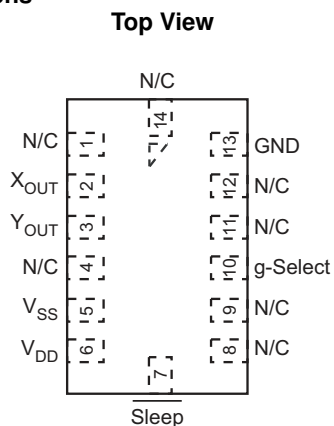 ons
Top View
N/C
14
N/C 1 13 GND
XOUT 2 12 N/C
YOUT 3 11 N/C
N/C 4 10 g-Select
VSS 5 9 N/C
VDD 6 8 N/C
7
Sleep